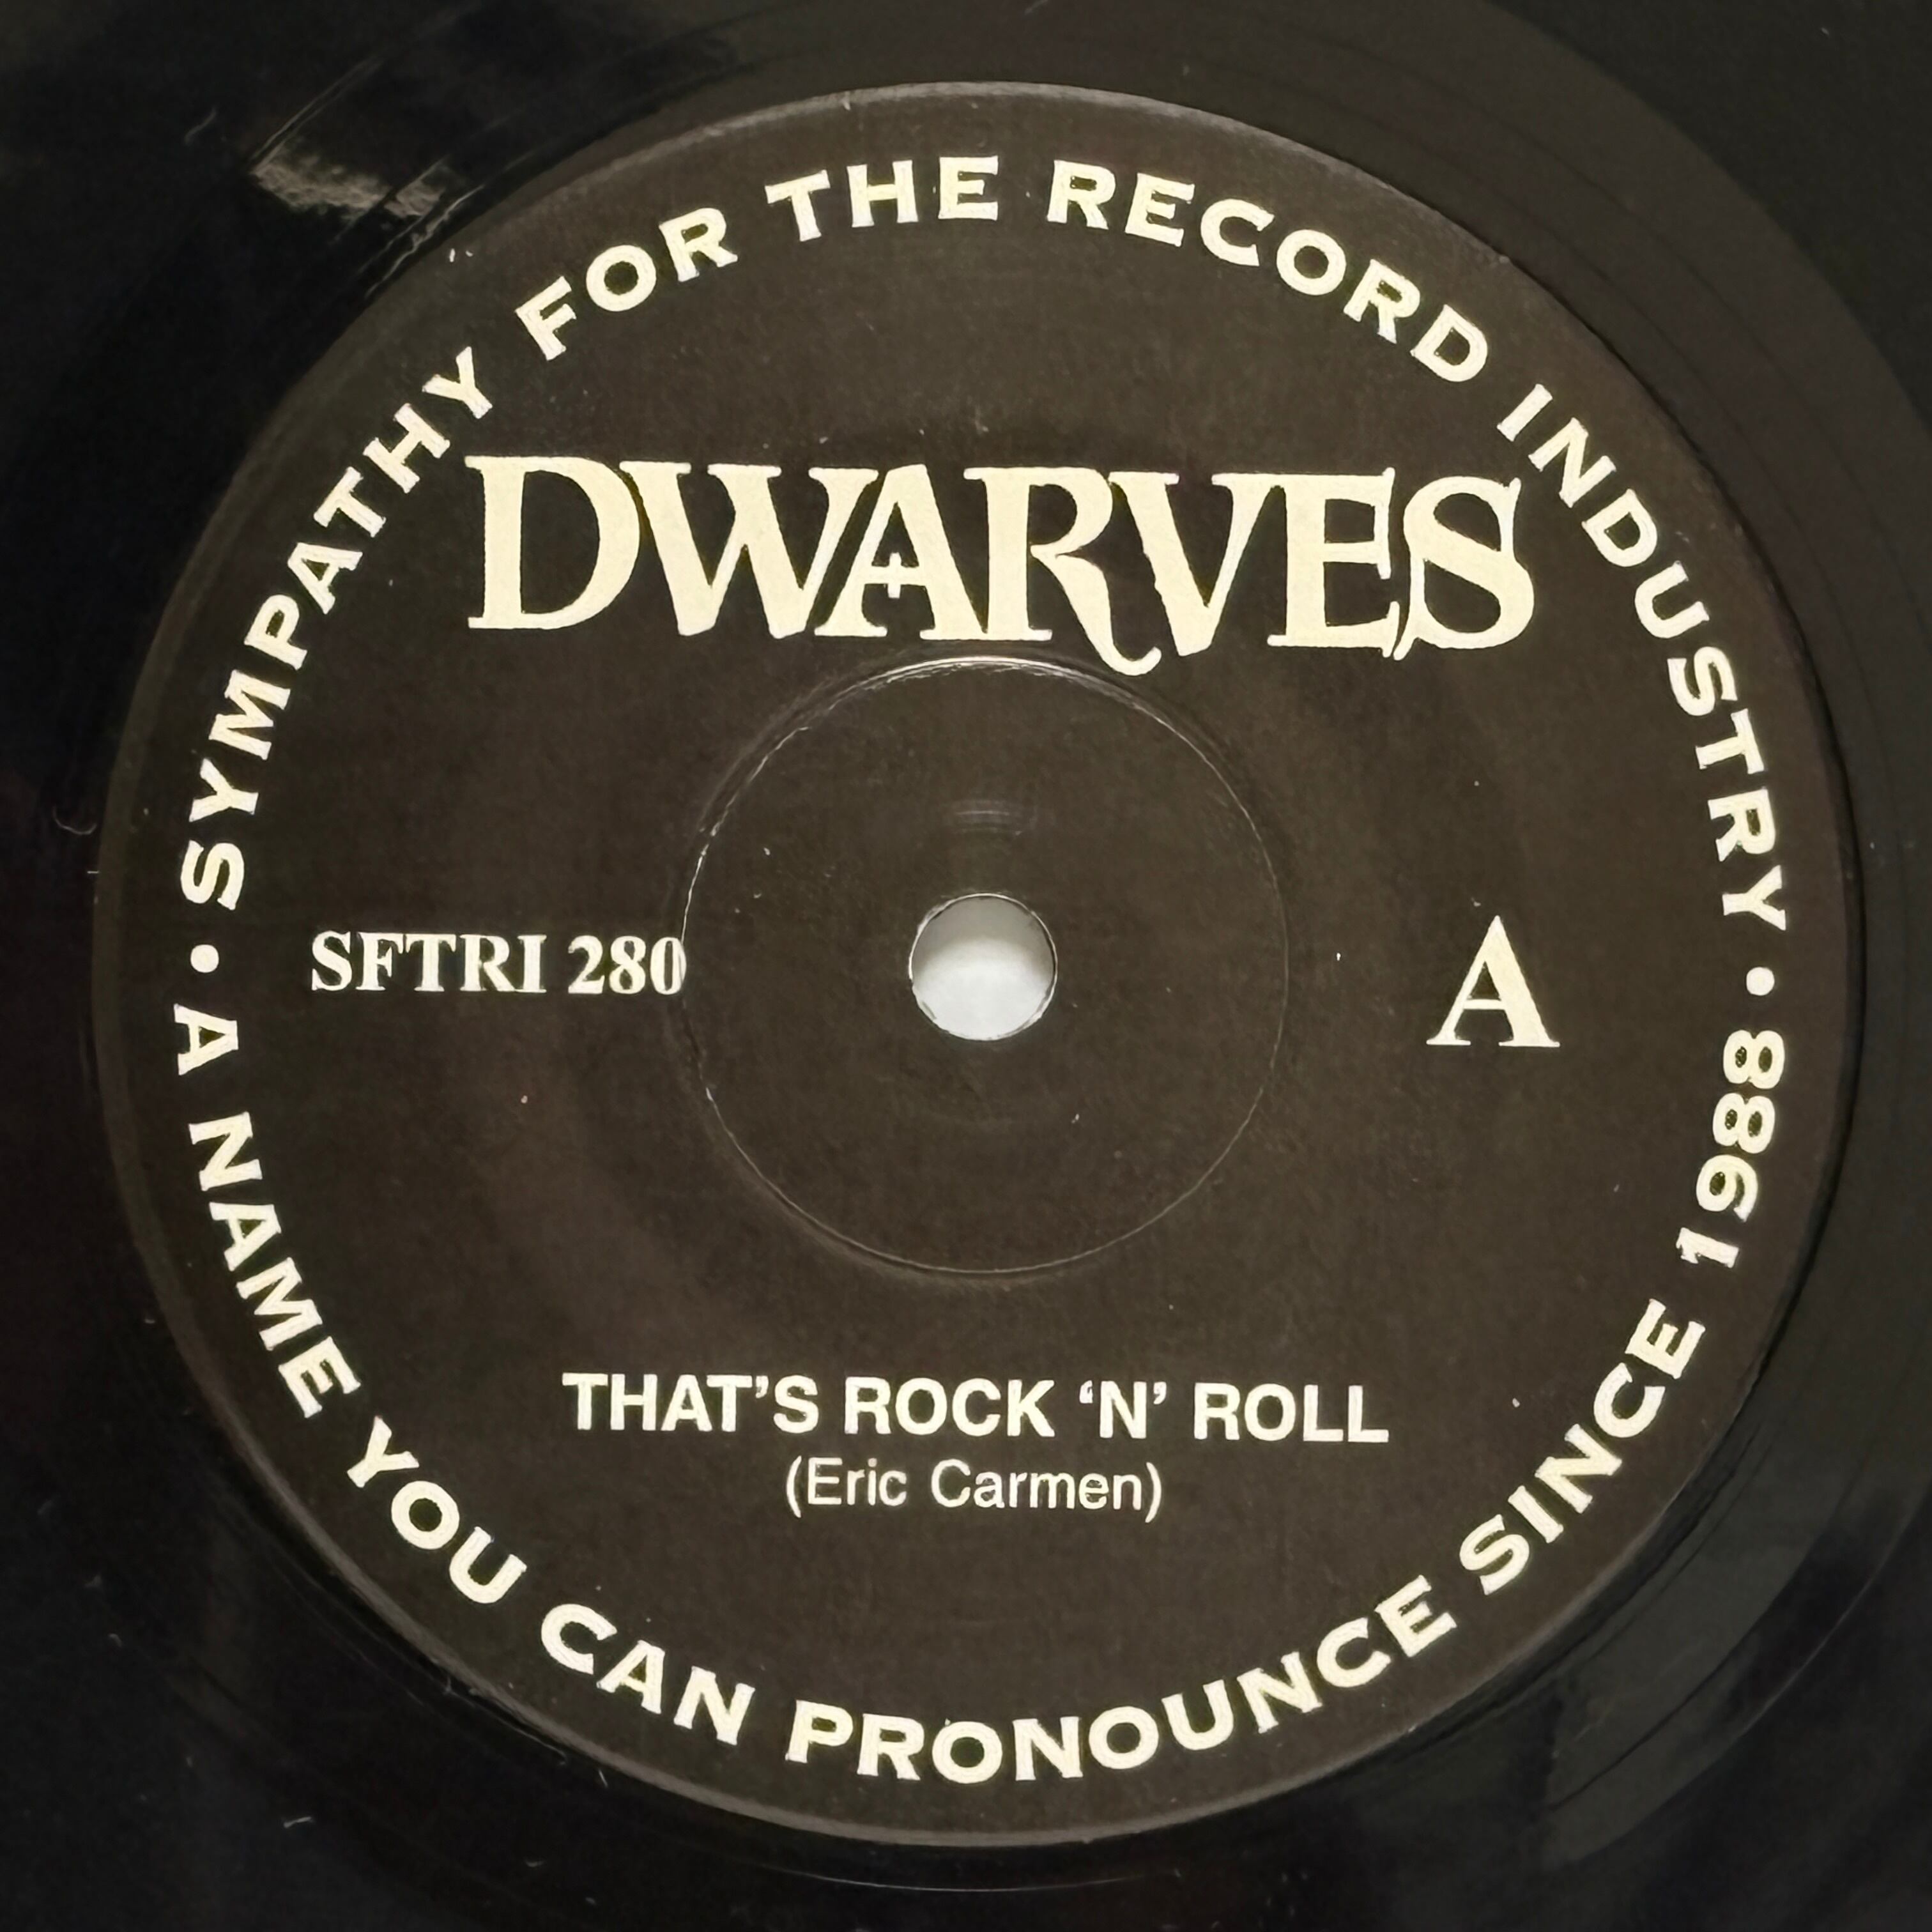 SYMPATHY FOR THE RECORD INDUSTRY •
DWARVES
SFTRI 280
A
THAT'S ROCK ‘N’ ROLL
(Eric Carmen)
A NAME YOU CAN PRONOUNCE SINCE 1988 •